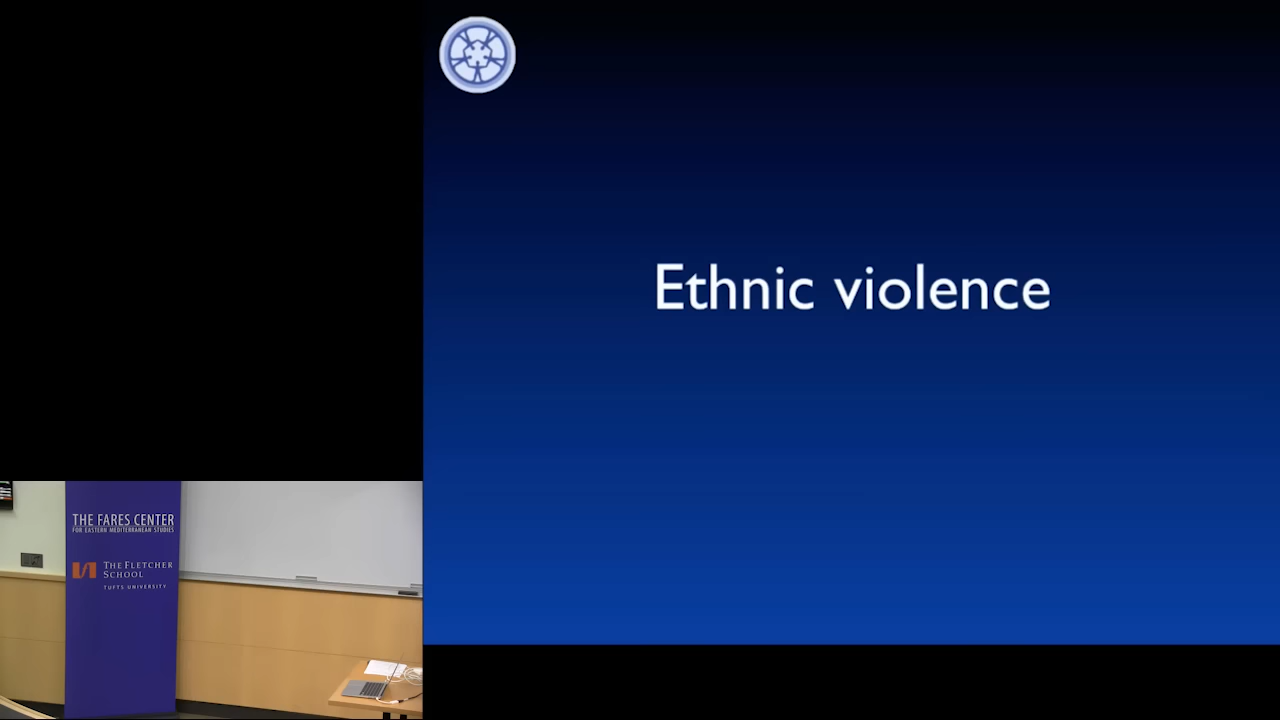 Ethnic violence
THE FARES CENTER
FOR EASTERN MEDITERRANEAN STUDIES
THE FLETCHER
SCHOOL
TUFTS UNIVERSITY